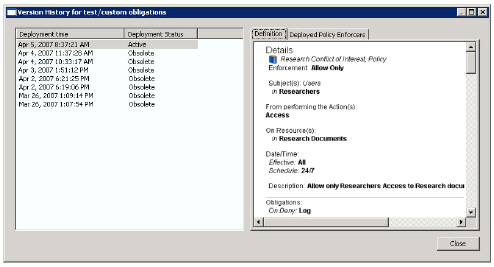 Version History for test/custom obligations
Deployment time Deployment Status
Apr 5, 2007 8:37:21 AM Active
Apr 4, 2007 11:37:28 AM Obsolete
Apr 4, 2007 10:33:17 AM Obsolete
Apr 3, 2007 1:51:12 PM Obsolete
Apr 2, 2007 6:21:25 PM Obsolete
Apr 2, 2007 6:19:06 PM Obsolete
Mar 26, 2007 1:09:14 PM Obsolete
Mar 26, 2007 1:07:54 PM Obsolete
Definition Deployed Policy Enforcers
Details
Research Conflict of Interest, Policy
Enforcement: Allow Only
Subject(s): Users
in Researchers
From performing the Action(s):
Access
On Resource(s):
in Research Documents
Date/Time:
Effective: All
Schedule: 24/7
Description: Allow only Researchers Access to Research docu
Obligations:
On Deny: Log
Close